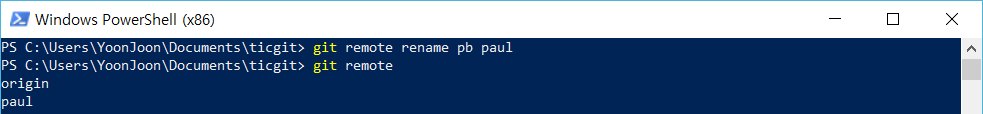 Windows PowerShell (x86)
PS C:\Users\YoonJoon\Documents\ticgit> git remote rename pb paul
PS C:\Users\YoonJoon\Documents\ticgit> git remote
origin
paul